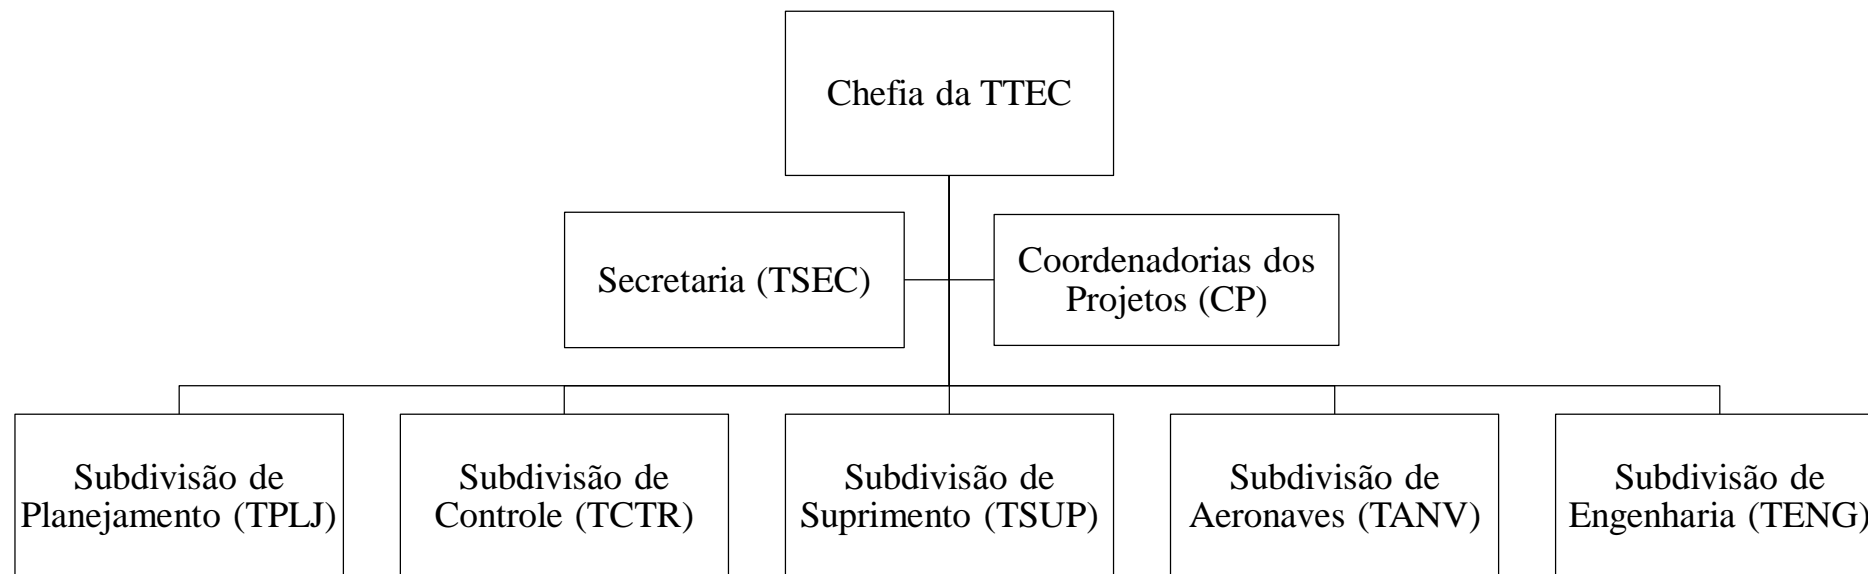 Chefia da TTEC
Secretaria (TSEC)
Coordenadorias dos
Projetos (CP)
Subdivisão de
Planejamento (TPLJ)
Subdivisão de
Controle (TCTR)
Subdivisão de
Suprimento (TSUP)
Subdivisão de
Aeronaves (TANV)
Subdivisão de
Engenharia (TENG)